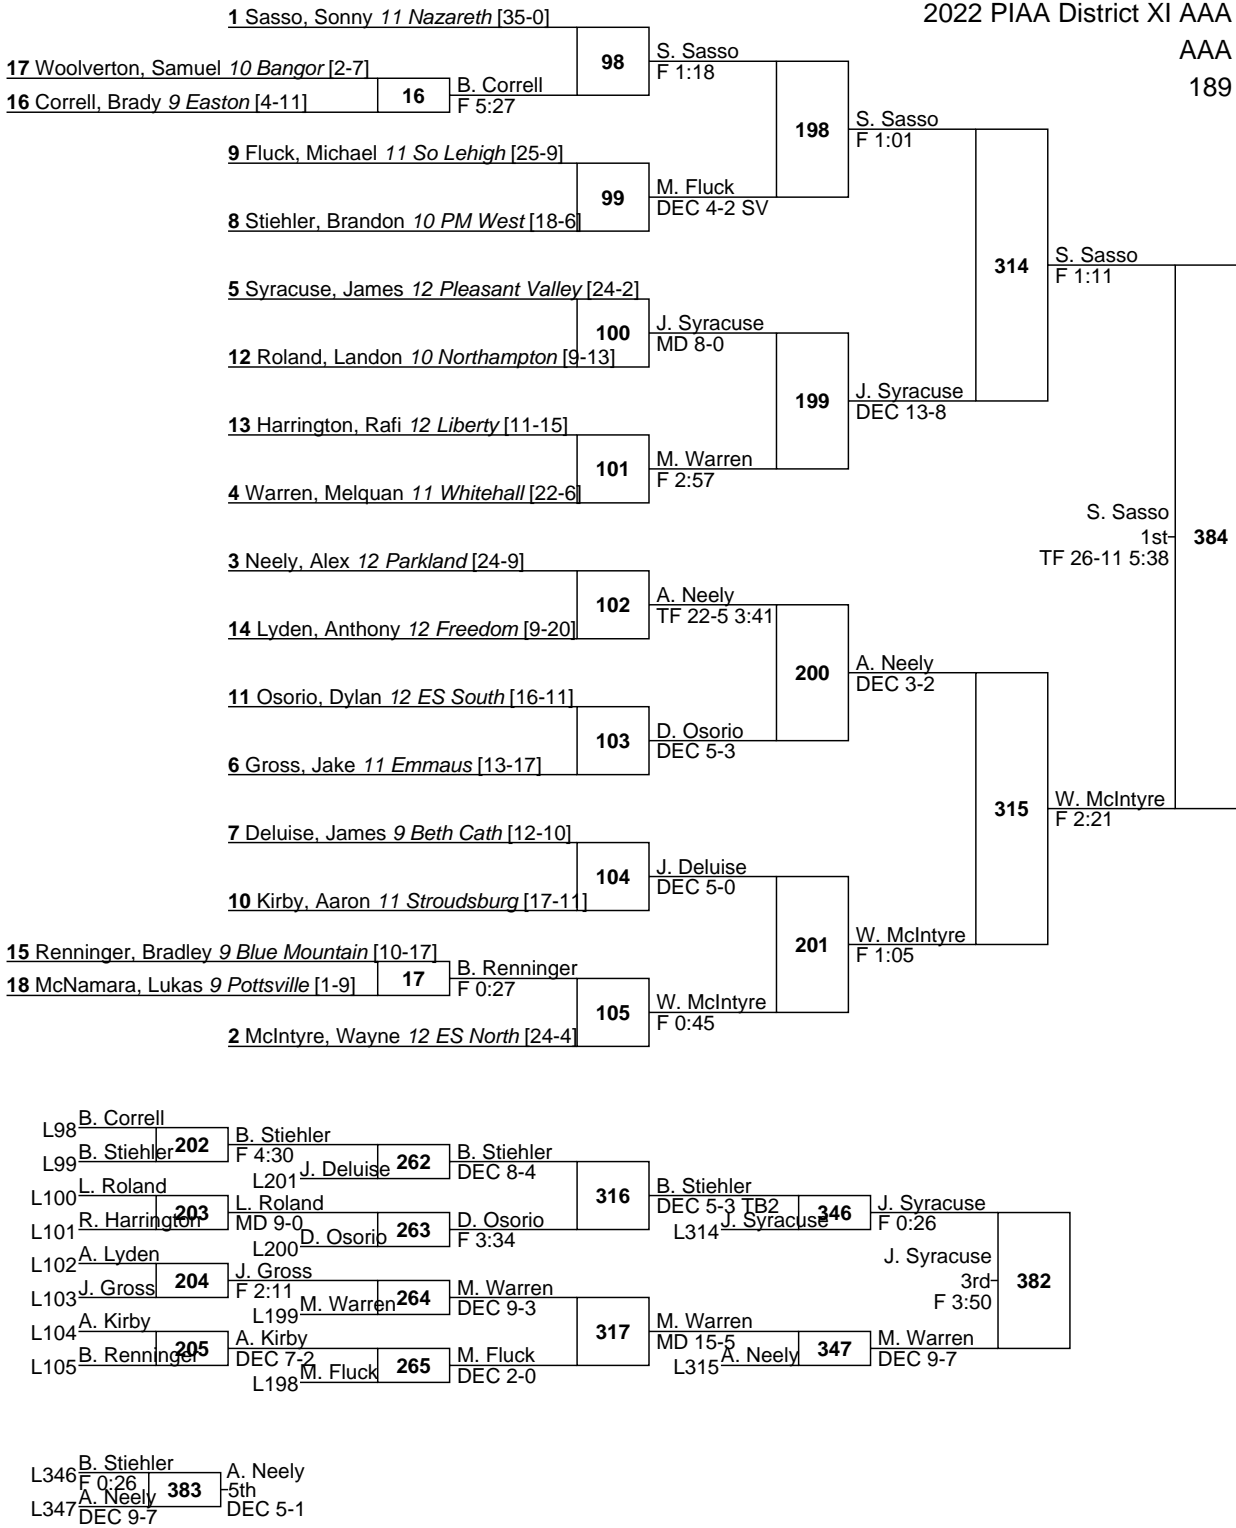 2022 PIAA District XI AAA
AAA
189
1 Sasso, Sonny 11 Nazareth [35-0]
17 Woolverton, Samuel 10 Bangor [2-7]
16 Correll, Brady 9 Easton [4-11]
16
B. Correll
F 5:27
98
S. Sasso
F 1:18
9 Fluck, Michael 11 So Lehigh [25-9]
8 Stiehler, Brandon 10 PM West [18-6]
99
M. Fluck
DEC 4-2 SV
198
S. Sasso
F 1:01
5 Syracuse, James 12 Pleasant Valley [24-2]
12 Roland, Landon 10 Northampton [9-13]
100
J. Syracuse
MD 8-0
13 Harrington, Rafi 12 Liberty [11-15]
4 Warren, Melquan 11 Whitehall [22-6]
101
M. Warren
F 2:57
199
J. Syracuse
DEC 13-8
314
S. Sasso
F 1:11
3 Neely, Alex 12 Parkland [24-9]
14 Lyden, Anthony 12 Freedom [9-20]
102
A. Neely
TF 22-5 3:41
11 Osorio, Dylan 12 ES South [16-11]
6 Gross, Jake 11 Emmaus [13-17]
103
D. Osorio
DEC 5-3
200
A. Neely
DEC 3-2
7 Deluise, James 9 Beth Cath [12-10]
10 Kirby, Aaron 11 Stroudsburg [17-11]
104
J. Deluise
DEC 5-0
15 Renninger, Bradley 9 Blue Mountain [10-17]
18 McNamara, Lukas 9 Pottsville [1-9]
17
B. Renninger
F 0:27
2 McIntyre, Wayne 12 ES North [24-4]
105
W. McIntyre
F 0:45
201
W. McIntyre
F 1:05
315
W. McIntyre
F 2:21
S. Sasso
1st
TF 26-11 5:38
384
L98 B. Correll
L99 B. Stiehler
202
B. Stiehler
F 4:30
L201 J. Deluise
262
B. Stiehler
DEC 8-4
L100 L. Roland
L101 R. Harrington
203
L. Roland
MD 9-0
L200 D. Osorio
263
D. Osorio
F 3:34
316
B. Stiehler
DEC 5-3 TB2
L314 J. Syracuse
346
J. Syracuse
F 0:26
L102 A. Lyden
L103 J. Gross
204
J. Gross
F 2:11
L199 M. Warren
264
M. Warren
DEC 9-3
L104 A. Kirby
L105 B. Renninger
205
A. Kirby
DEC 7-2
L198 M. Fluck
265
M. Fluck
DEC 2-0
317
M. Warren
MD 15-5
L315 A. Neely
347
M. Warren
DEC 9-7
J. Syracuse
3rd
F 3:50
382
L346 B. Stiehler
F 0:26
L347 A. Neely
DEC 9-7
383
A. Neely
5th
DEC 5-1